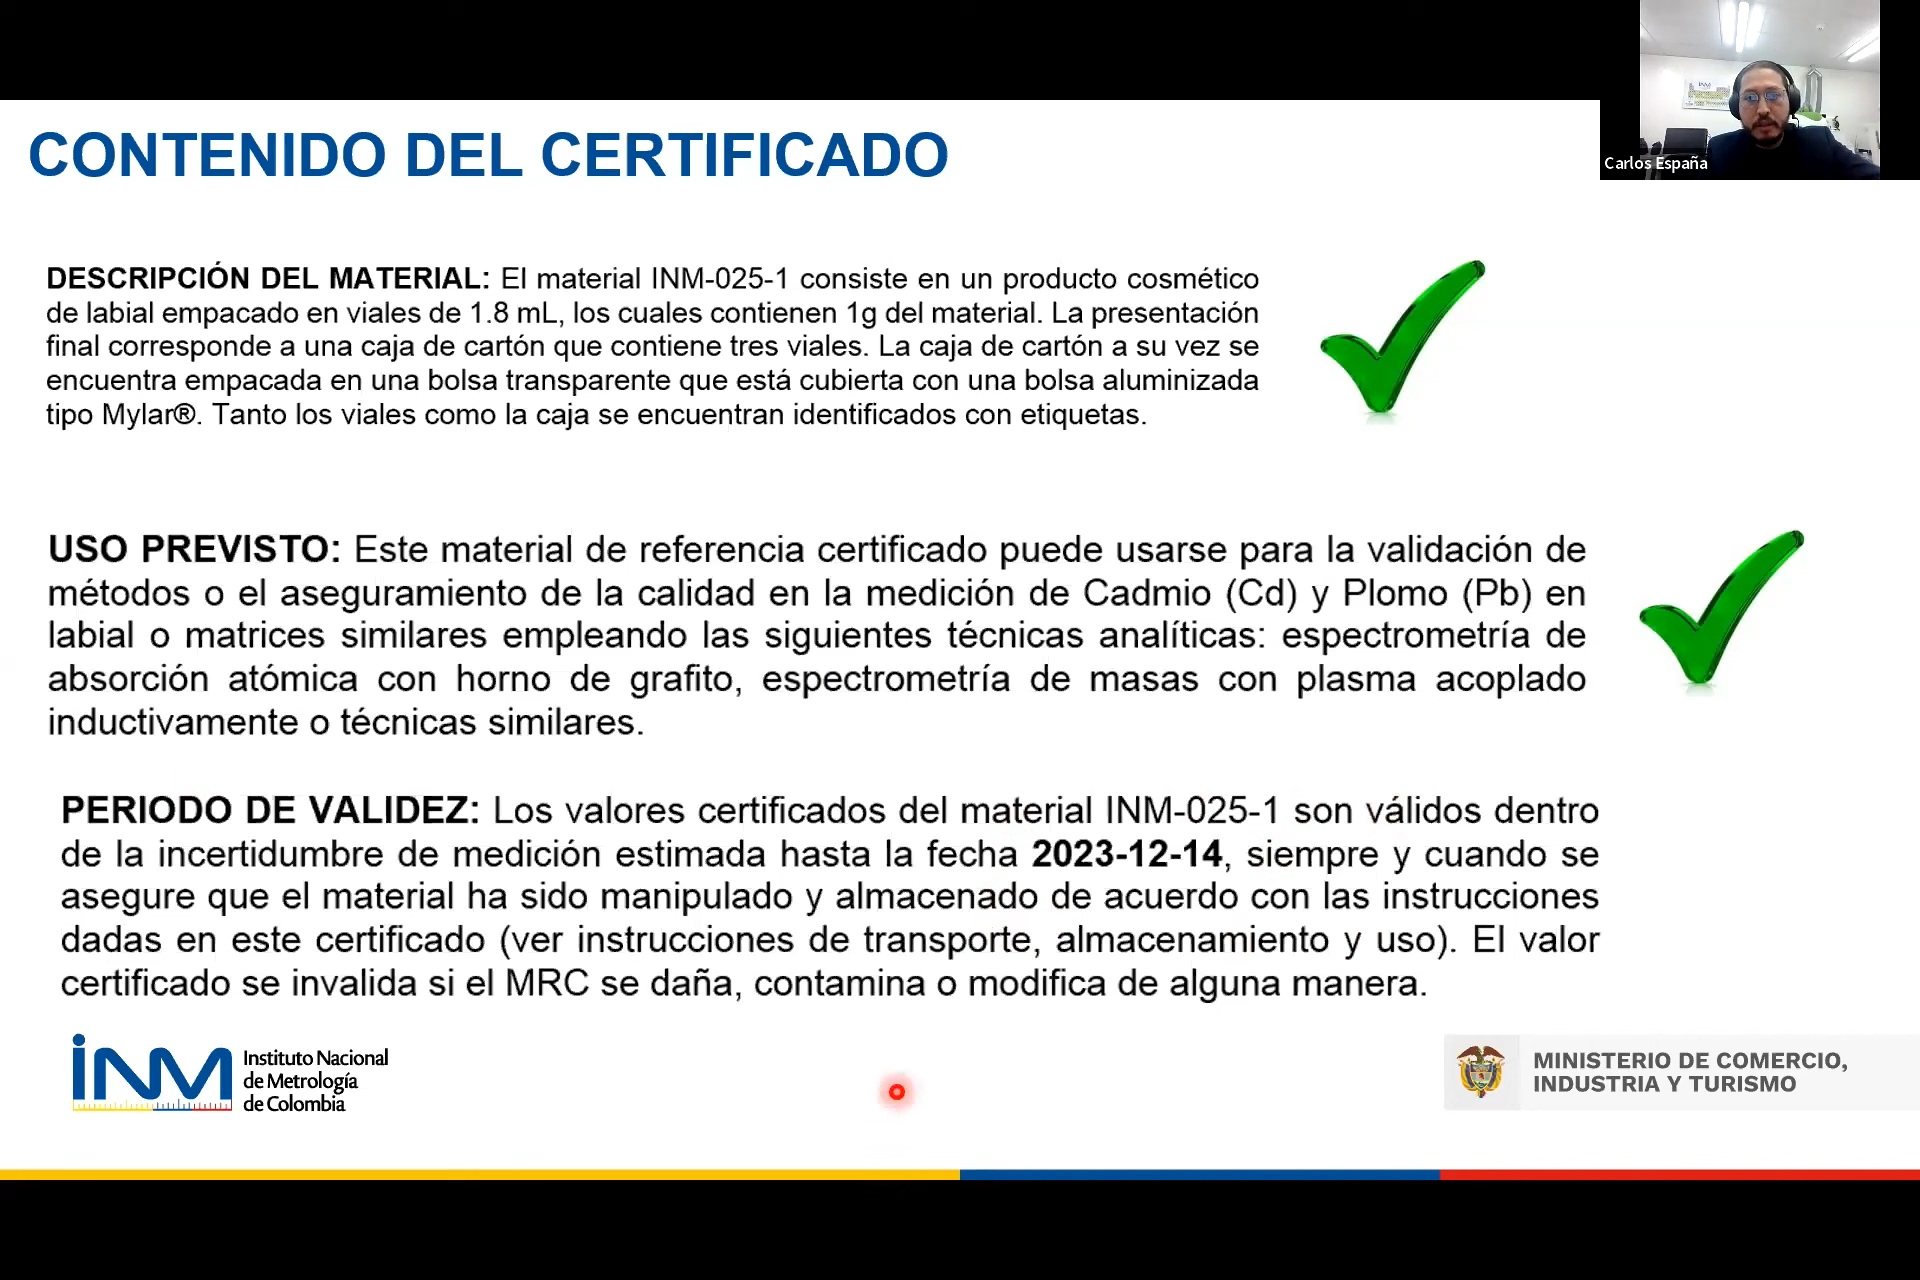 CONTENIDO DEL CERTIFICADO
Carlos España
DESCRIPCIÓN DEL MATERIAL: El material INM-025-1 consiste en un producto cosmético
de labial empacado en viales de 1.8 mL, los cuales contienen 1g del material. La presentación
final corresponde a una caja de cartón que contiene tres viales. La caja de cartón a su vez se
encuentra empacada en una bolsa transparente que está cubierta con una bolsa aluminizada
tipo Mylar®. Tanto los viales como la caja se encuentran identificados con etiquetas.
USO PREVISTO: Este material de referencia certificado puede usarse para la validación de
métodos o el aseguramiento de la calidad en la medición de Cadmio (Cd) y Plomo (Pb) en
labial o matrices similares empleando las siguientes técnicas analíticas: espectrometría de
absorción atómica con horno de grafito, espectrometría de masas con plasma acoplado
inductivamente o técnicas similares.
PERIODO DE VALIDEZ: Los valores certificados del material INM-025-1 son válidos dentro
de la incertidumbre de medición estimada hasta la fecha 2023-12-14, siempre y cuando se
asegure que el material ha sido manipulado y almacenado de acuerdo con las instrucciones
dadas en este certificado (ver instrucciones de transporte, almacenamiento y uso). El valor
certificado se invalida si el MRC se daña, contamina o modifica de alguna manera.
iNM
Instituto Nacional
de Metrología
de Colombia
MINISTERIO DE COMERCIO,
INDUSTRIA Y TURISMO